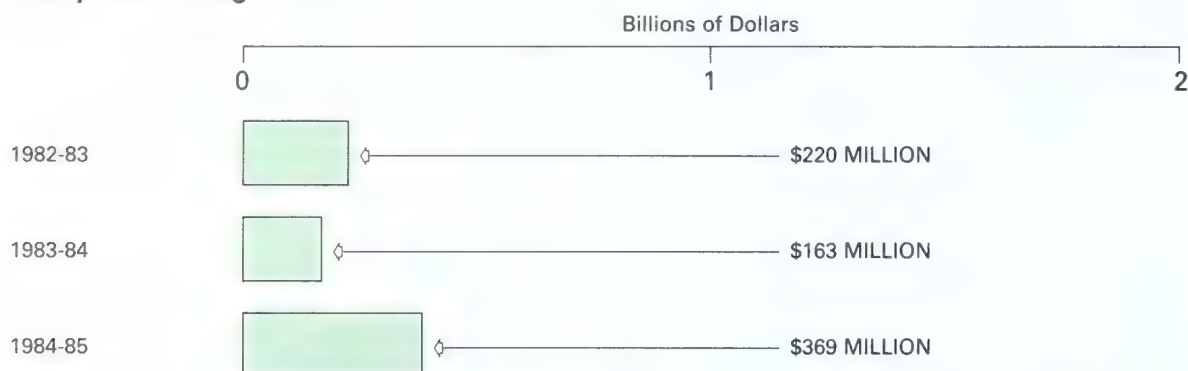 Billions of Dollars
0 1 2
1982-83 $220 MILLION
1983-84 $163 MILLION
1984-85 $369 MILLION